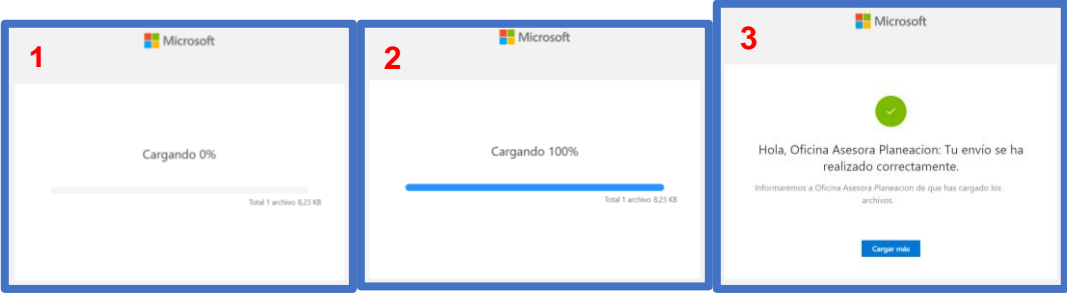 1
Microsoft
Cargando 0%
Total 1 archivo 8,23 KB
2
Microsoft
Cargando 100%
Total 1 archivo 8,23 KB
3
Microsoft
Hola, Oficina Asesora Planeacion: Tu envío se ha
realizado correctamente.
Informaremos a Oficina Asesora Planeacion de que has cargado los
archivos.
Cargar más